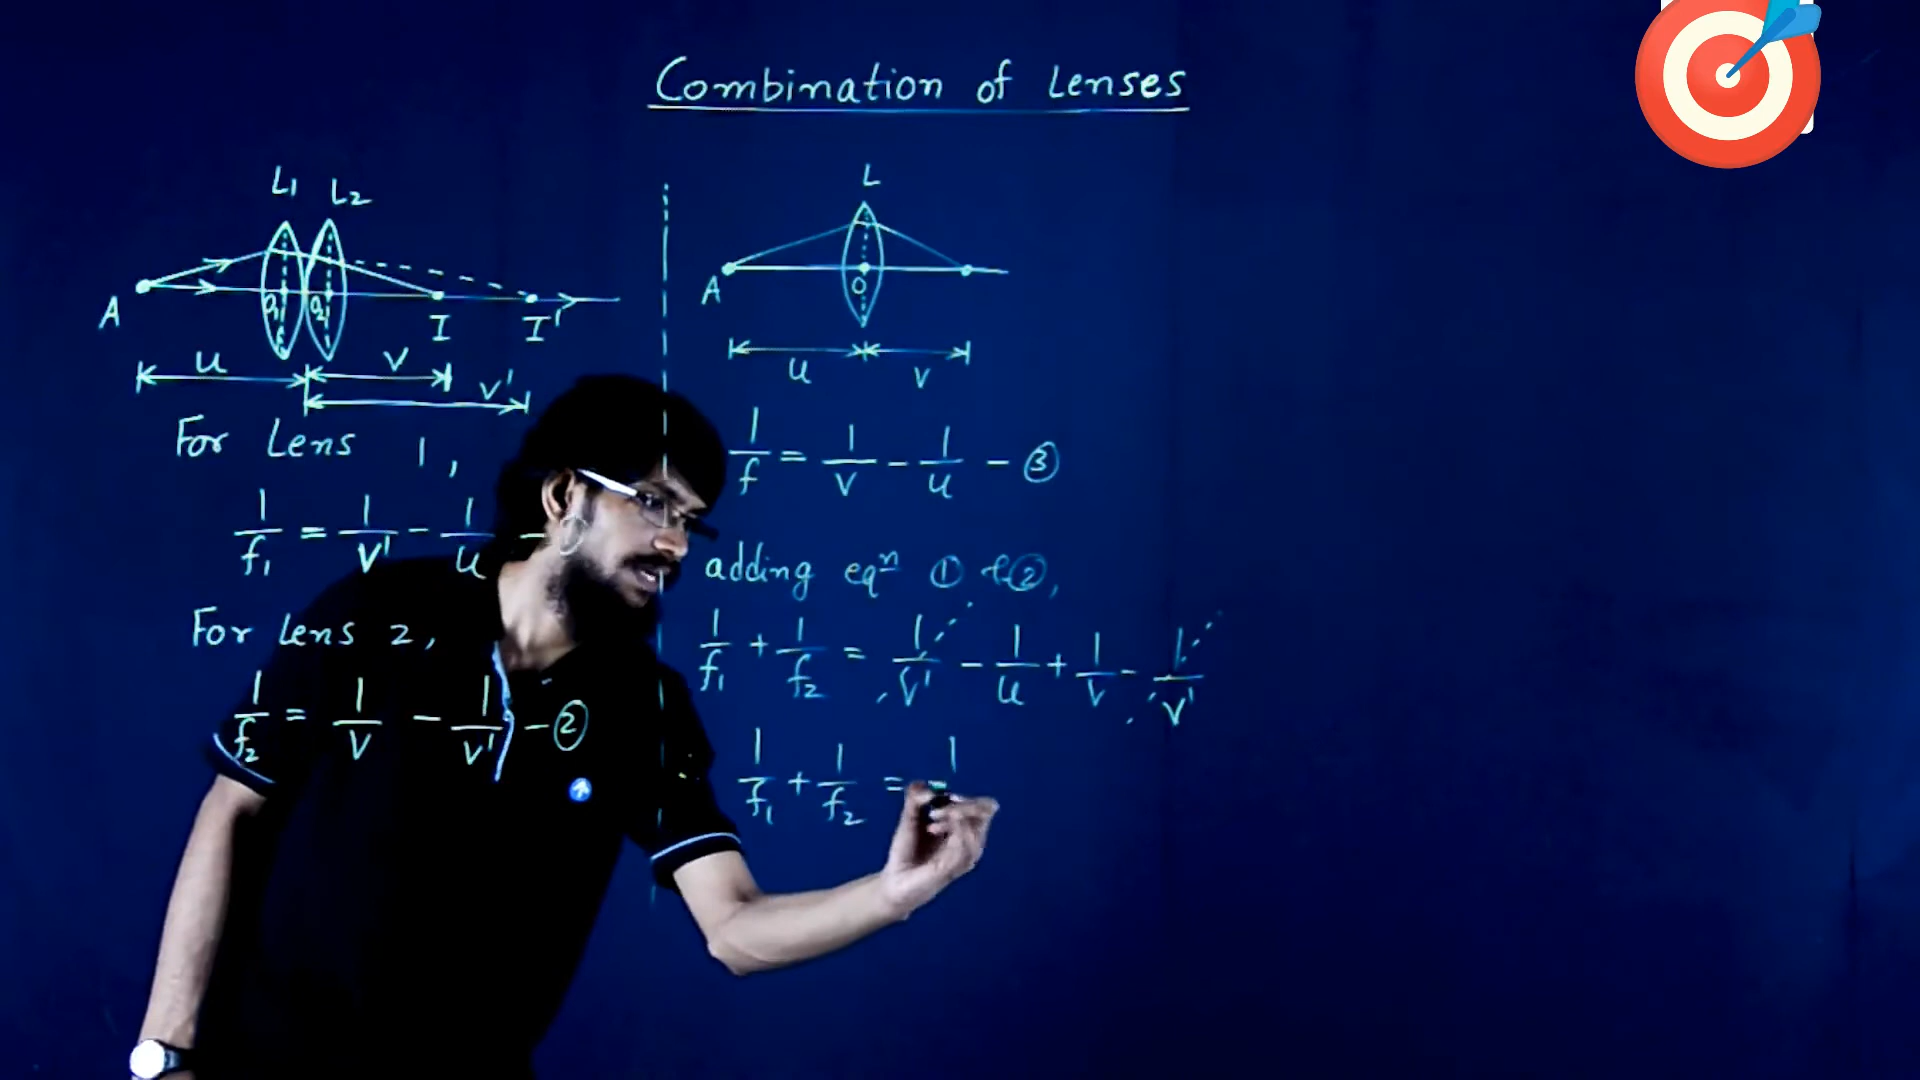 Combination of Lenses
L1 L2
A O1 O2 I I'
u v
v'
For Lens 1,
1/f₁ = 1/v' - 1/u -
For Lens 2,
1/f₂ = 1/v - 1/v' - ②
L
A O
u v
1/f = 1/v - 1/u - ③
adding eqⁿ ① & ②,
1/f₁ + 1/f₂ = 1/v' - 1/u + 1/v - 1/v'
1/f₁ + 1/f₂ = 1